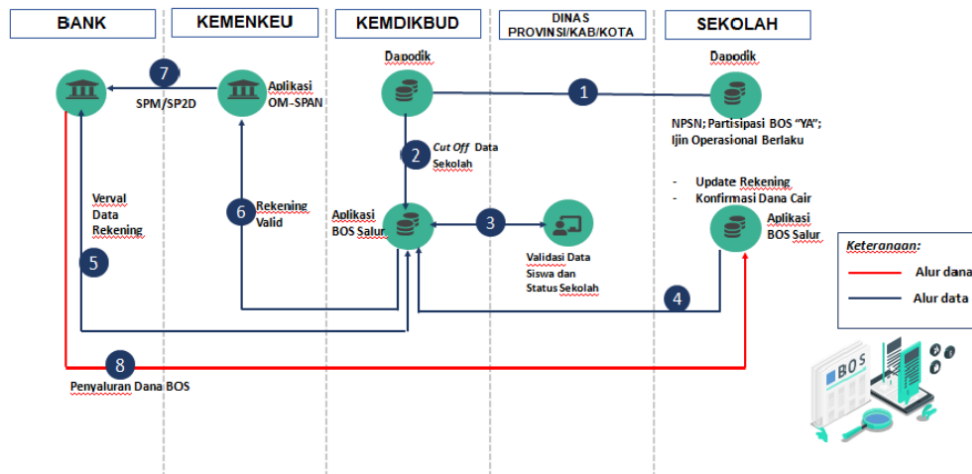 BANK
KEMENKEU
KEMDIKBUD
DINAS
PROVINSI/KAB/KOTA
SEKOLAH
7
SPM/SP2D
Aplikasi
OM-SPAN
Dapodik
1
Dapodik
NPSN; Partisipasi BOS “YA”;
Ijin Operasional Berlaku
2
Cut Off Data
Sekolah
- Update Rekening
- Konfirmasi Dana Cair
Verval
Data
Rekening
5
6
Rekening
Valid
Aplikasi
BOS Salur
3
Validasi Data
Siswa dan
Status Sekolah
Aplikasi
BOS Salur
4
Keteranaan:
Alur dana
Alur data
8
Penyaluran Dana BOS
BOS